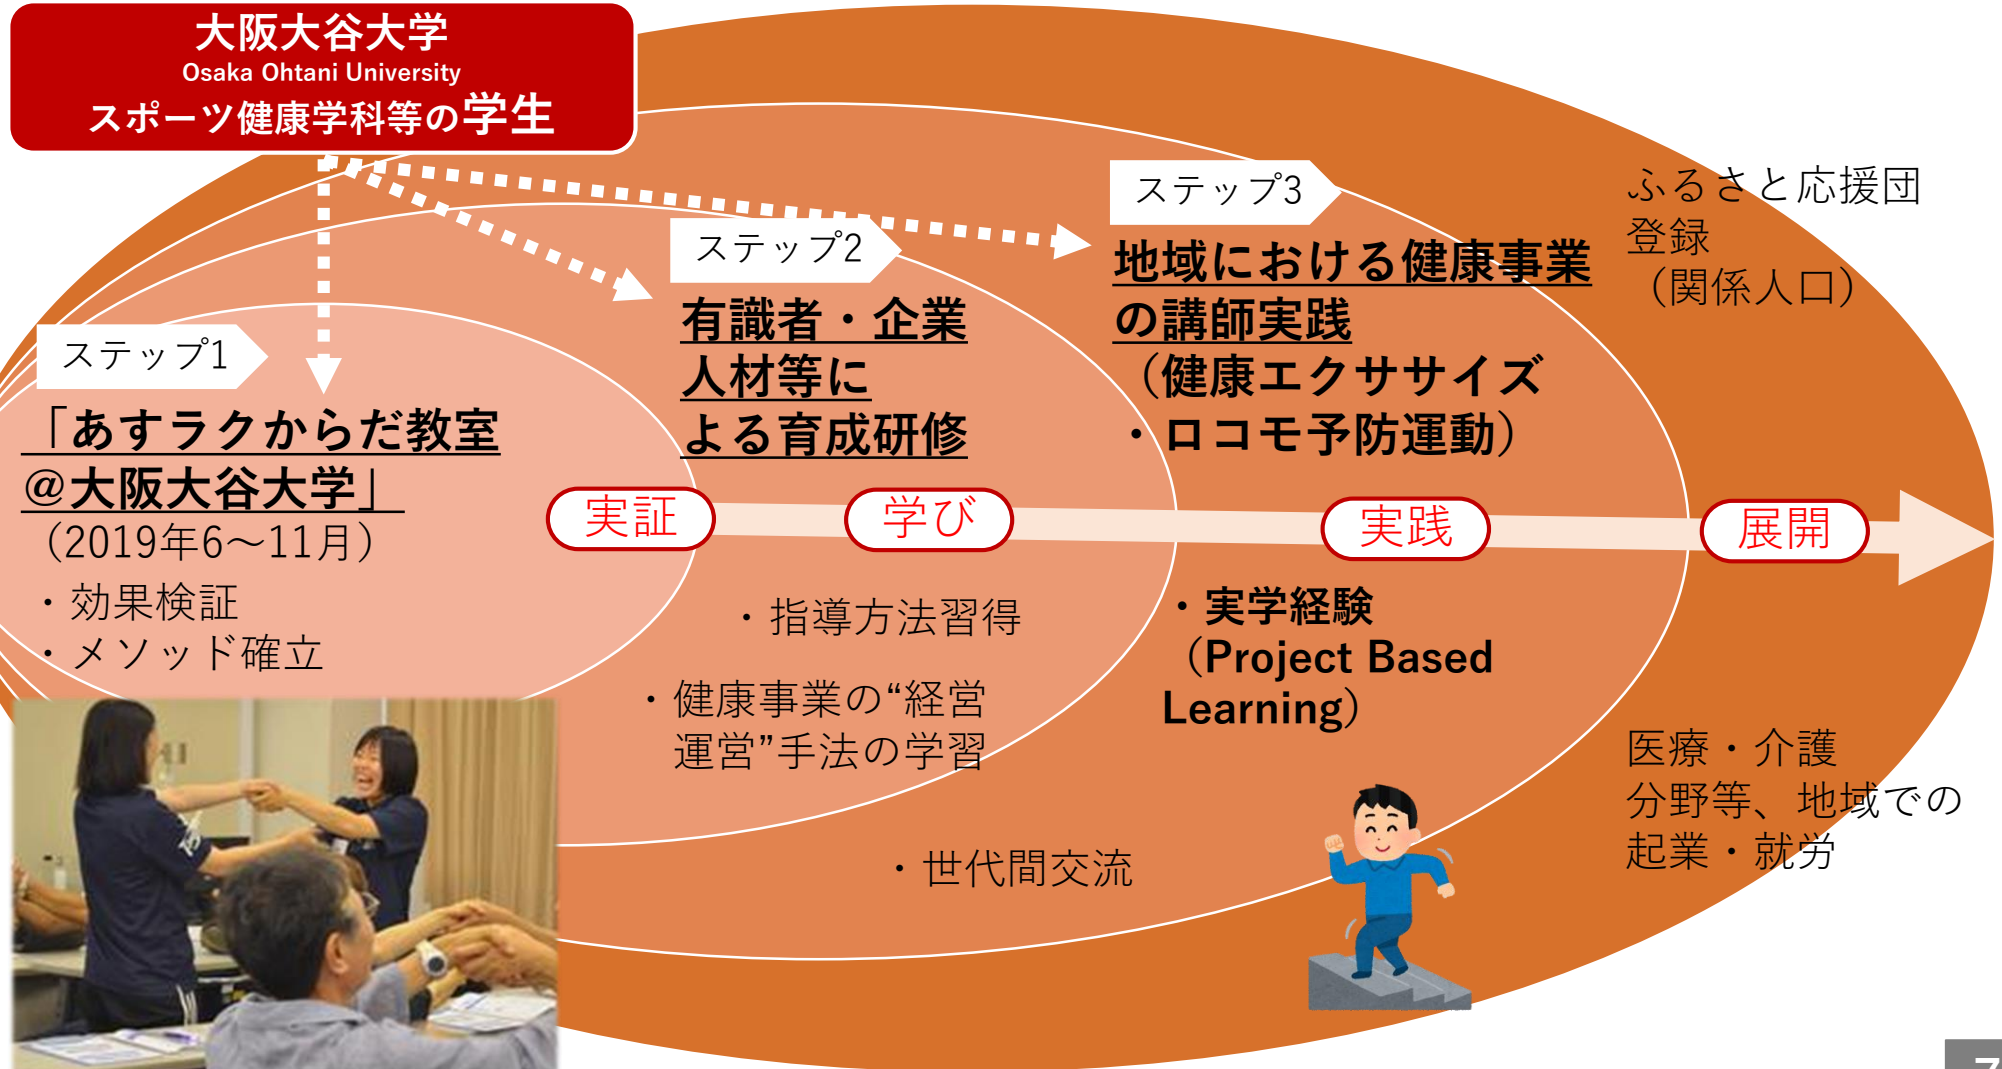 大阪大谷大学
Osaka Ohtani University
スポーツ健康学科等の学生
ステップ1
「あすラクからだ教室
@大阪大谷大学」
（2019年6～11月）
・効果検証
・メソッド確立
ステップ2
有識者・企業
人材等に
よる育成研修
ステップ3
地域における健康事業
の講師実践
（健康エクササイズ
・ロコモ予防運動）
ふるさと応援団
登録
（関係人口）
実証
学び
実践
展開
・指導方法習得
・健康事業の“経営
運営”手法の学習
・世代間交流
・実学経験
（Project Based
Learning）
医療・介護
分野等、地域での
起業・就労
7